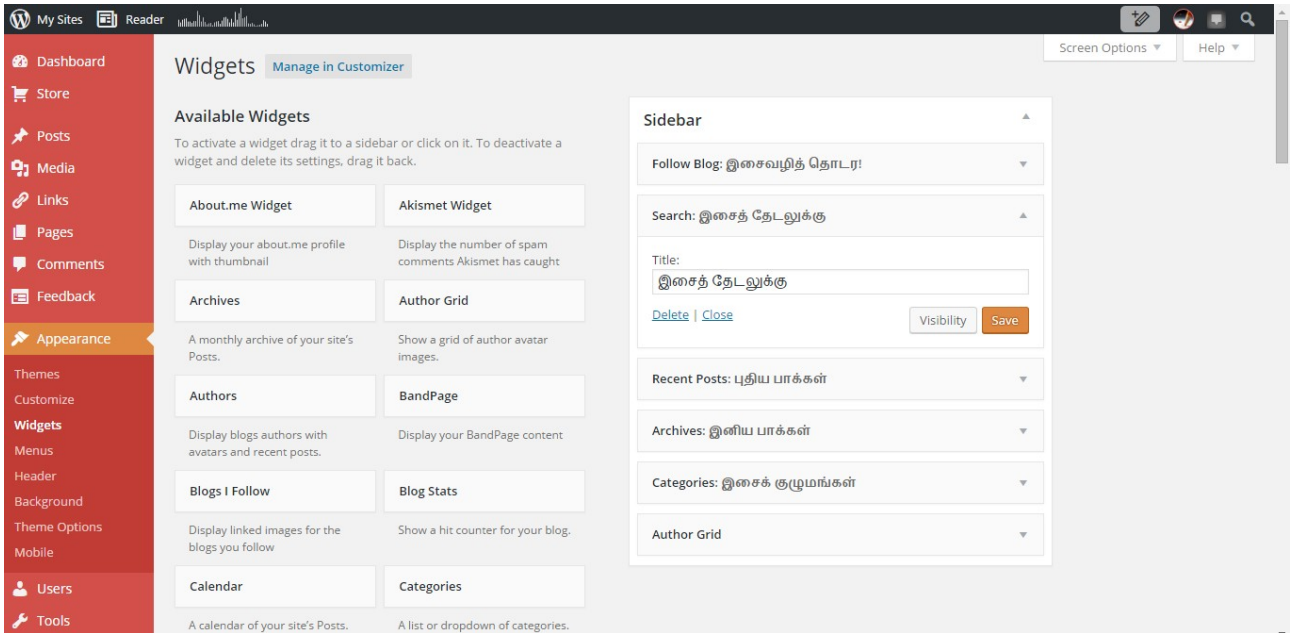 My Sites Reader
Screen Options Help
Dashboard
Store
Posts
Media
Links
Pages
Comments
Feedback
Appearance
Themes
Customize
Widgets
Menus
Header
Background
Theme Options
Mobile
Users
Tools
Widgets Manage in Customizer
Available Widgets
To activate a widget drag it to a sidebar or click on it. To deactivate a
widget and delete its settings, drag it back.
About.me Widget
Display your about.me profile
with thumbnail
Akismet Widget
Display the number of spam
comments Akismet has caught
Archives
A monthly archive of your site's
Posts.
Author Grid
Show a grid of author avatar
images.
Authors
Display blogs authors with
avatars and recent posts.
BandPage
Display your BandPage content
Blogs I Follow
Display linked images for the
blogs you follow
Blog Stats
Show a hit counter for your blog.
Calendar
A calendar of your site's Posts.
Categories
A list or dropdown of categories.
Sidebar
Follow Blog: இசைவழித் தொடர!
Search: இசைத் தேடலுக்கு
Title:
இசைத் தேடலுக்கு
Delete | Close Visibility Save
Recent Posts: புதிய பாக்கள்
Archives: இனிய பாக்கள்
Categories: இசைக் குழுமங்கள்
Author Grid